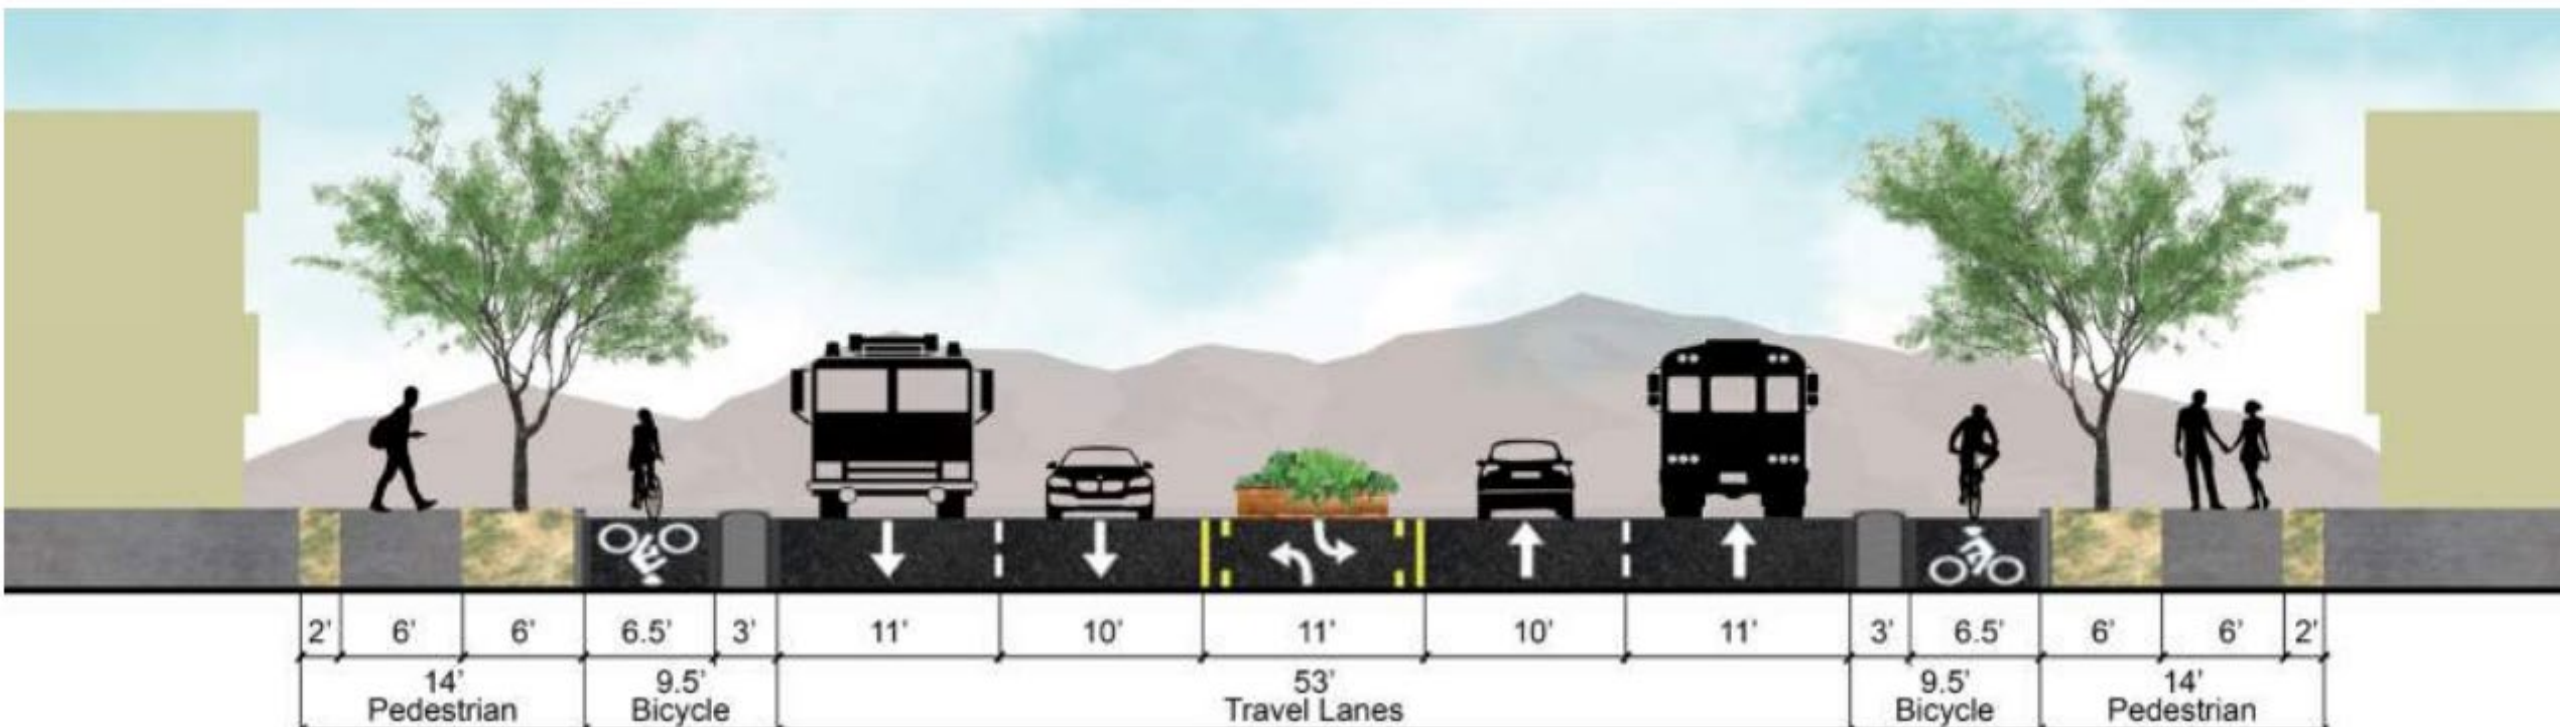 2' 6' 6' 6.5' 3' 11' 10' 11' 10' 11' 3' 6.5' 6' 6' 2'
14' 9.5' 53' 9.5' 14'
Pedestrian Bicycle Travel Lanes Bicycle Pedestrian